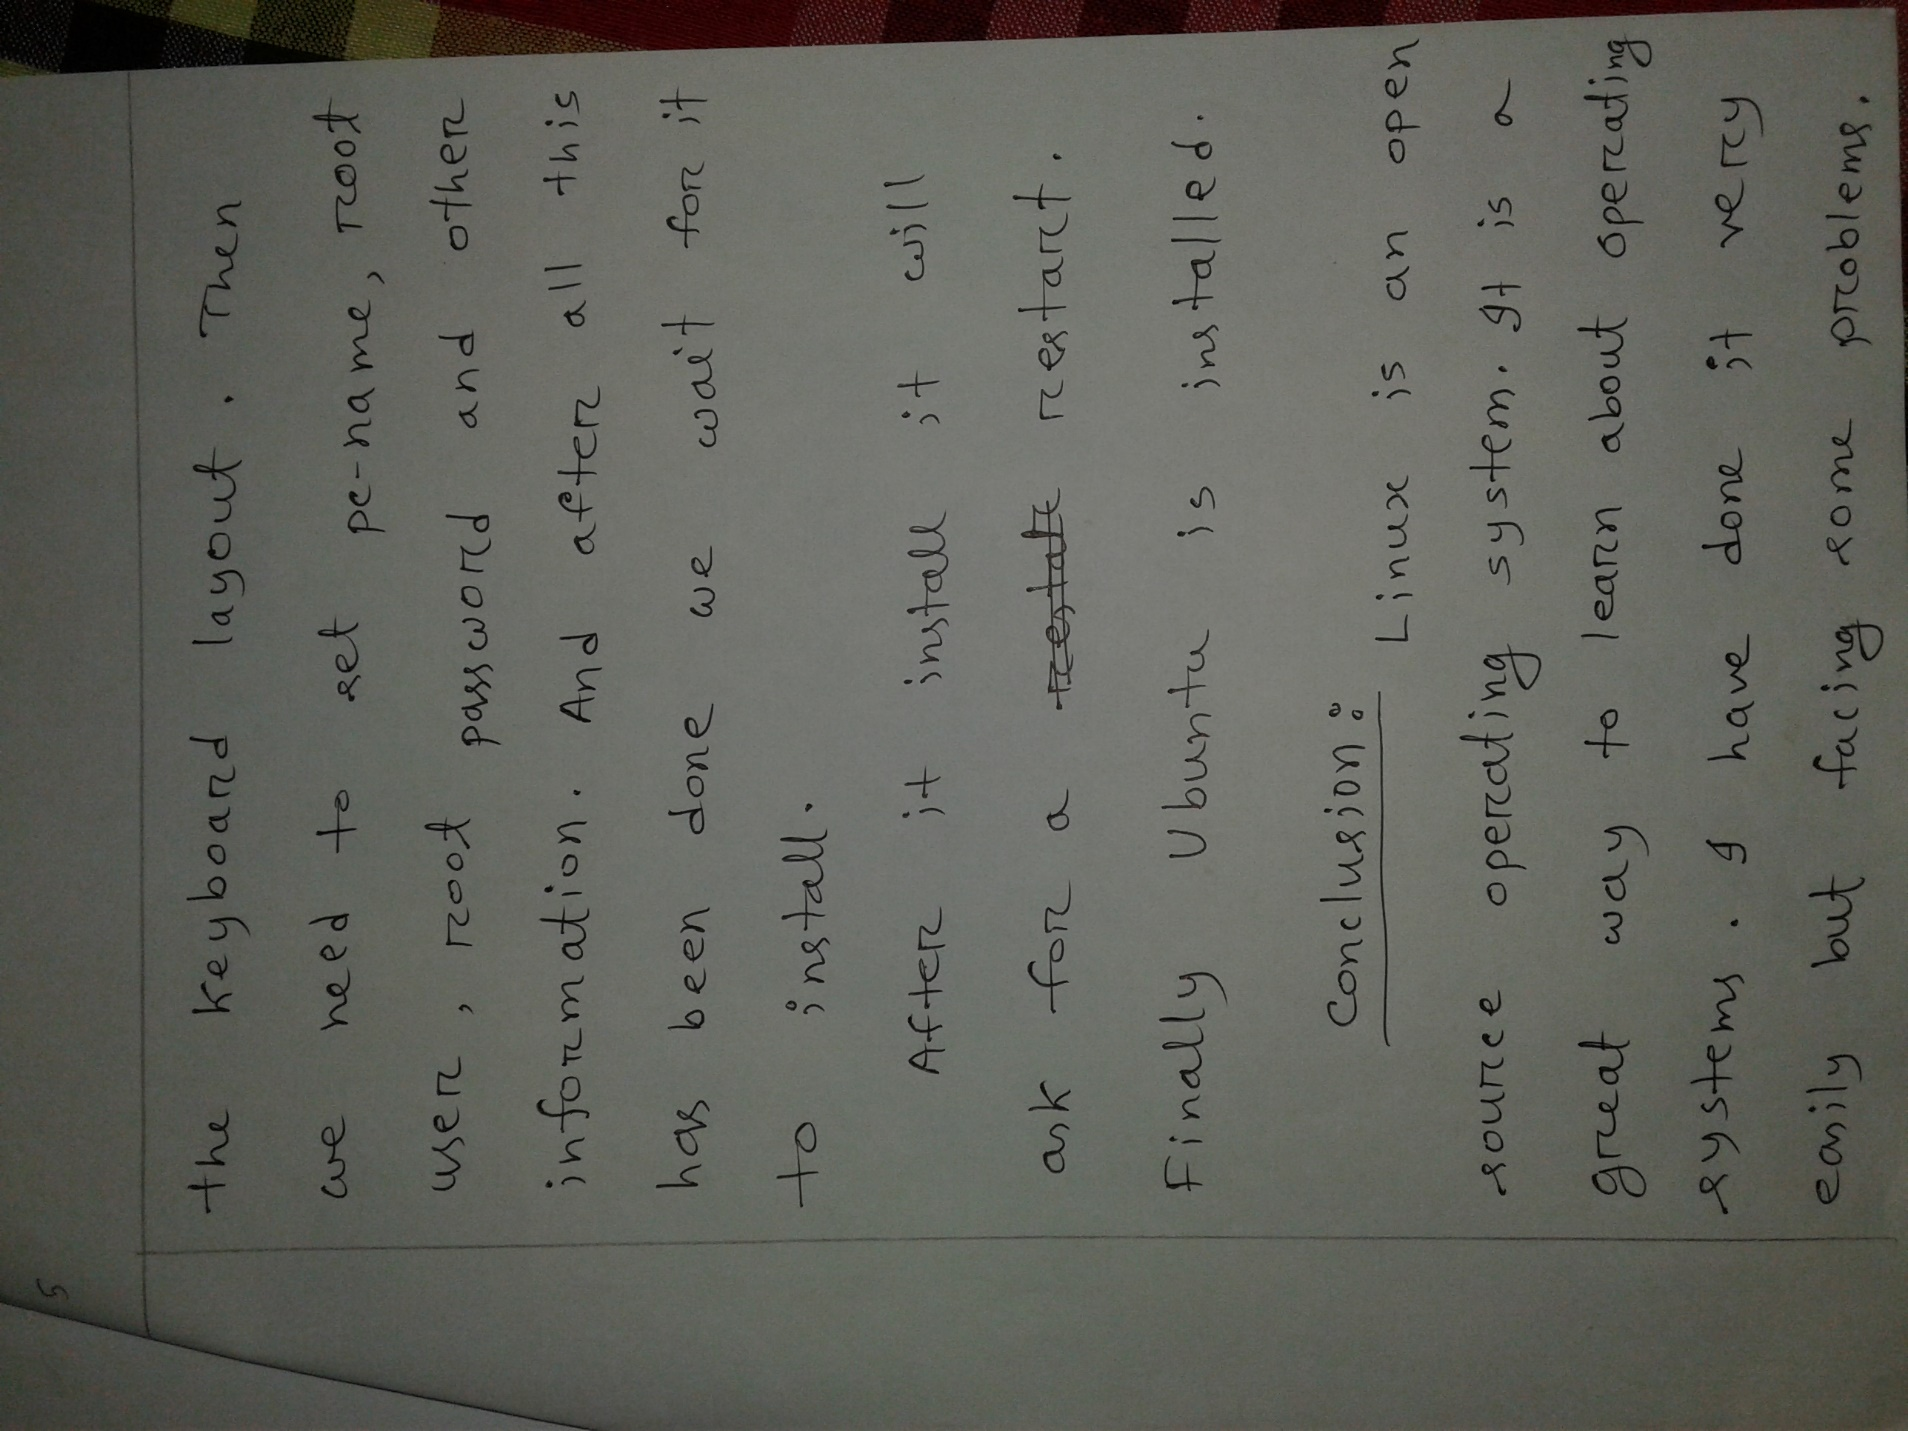 5
the keyboard layout. Then
we need to set pc-name, root
user, root password and other
information. And after all this
has been done we wait for it
to install.
After it install it will
ask for a restart.
Finally Ubuntu is installed.
Conclusion: Linux is an open
source operating system. It is a
great way to learn about operating
systems. I have done it very
easily but facing some problems.